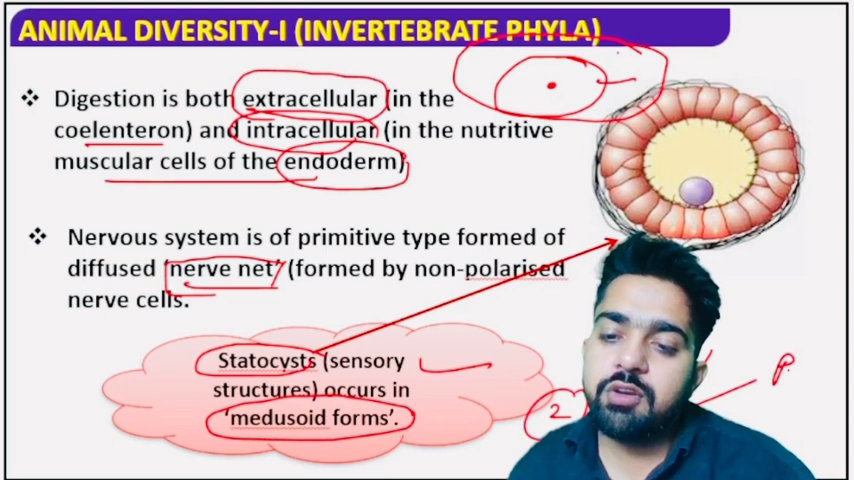 ANIMAL DIVERSITY-I (INVERTEBRATE PHYLA)
❖ Digestion is both extracellular (in the
coelenteron) and intracellular (in the nutritive
muscular cells of the endoderm)
❖ Nervous system is of primitive type formed of
diffused 'nerve net' (formed by non-polarised
nerve cells.
Statocysts (sensory
structures) occurs in
'medusoid forms'.
2
P